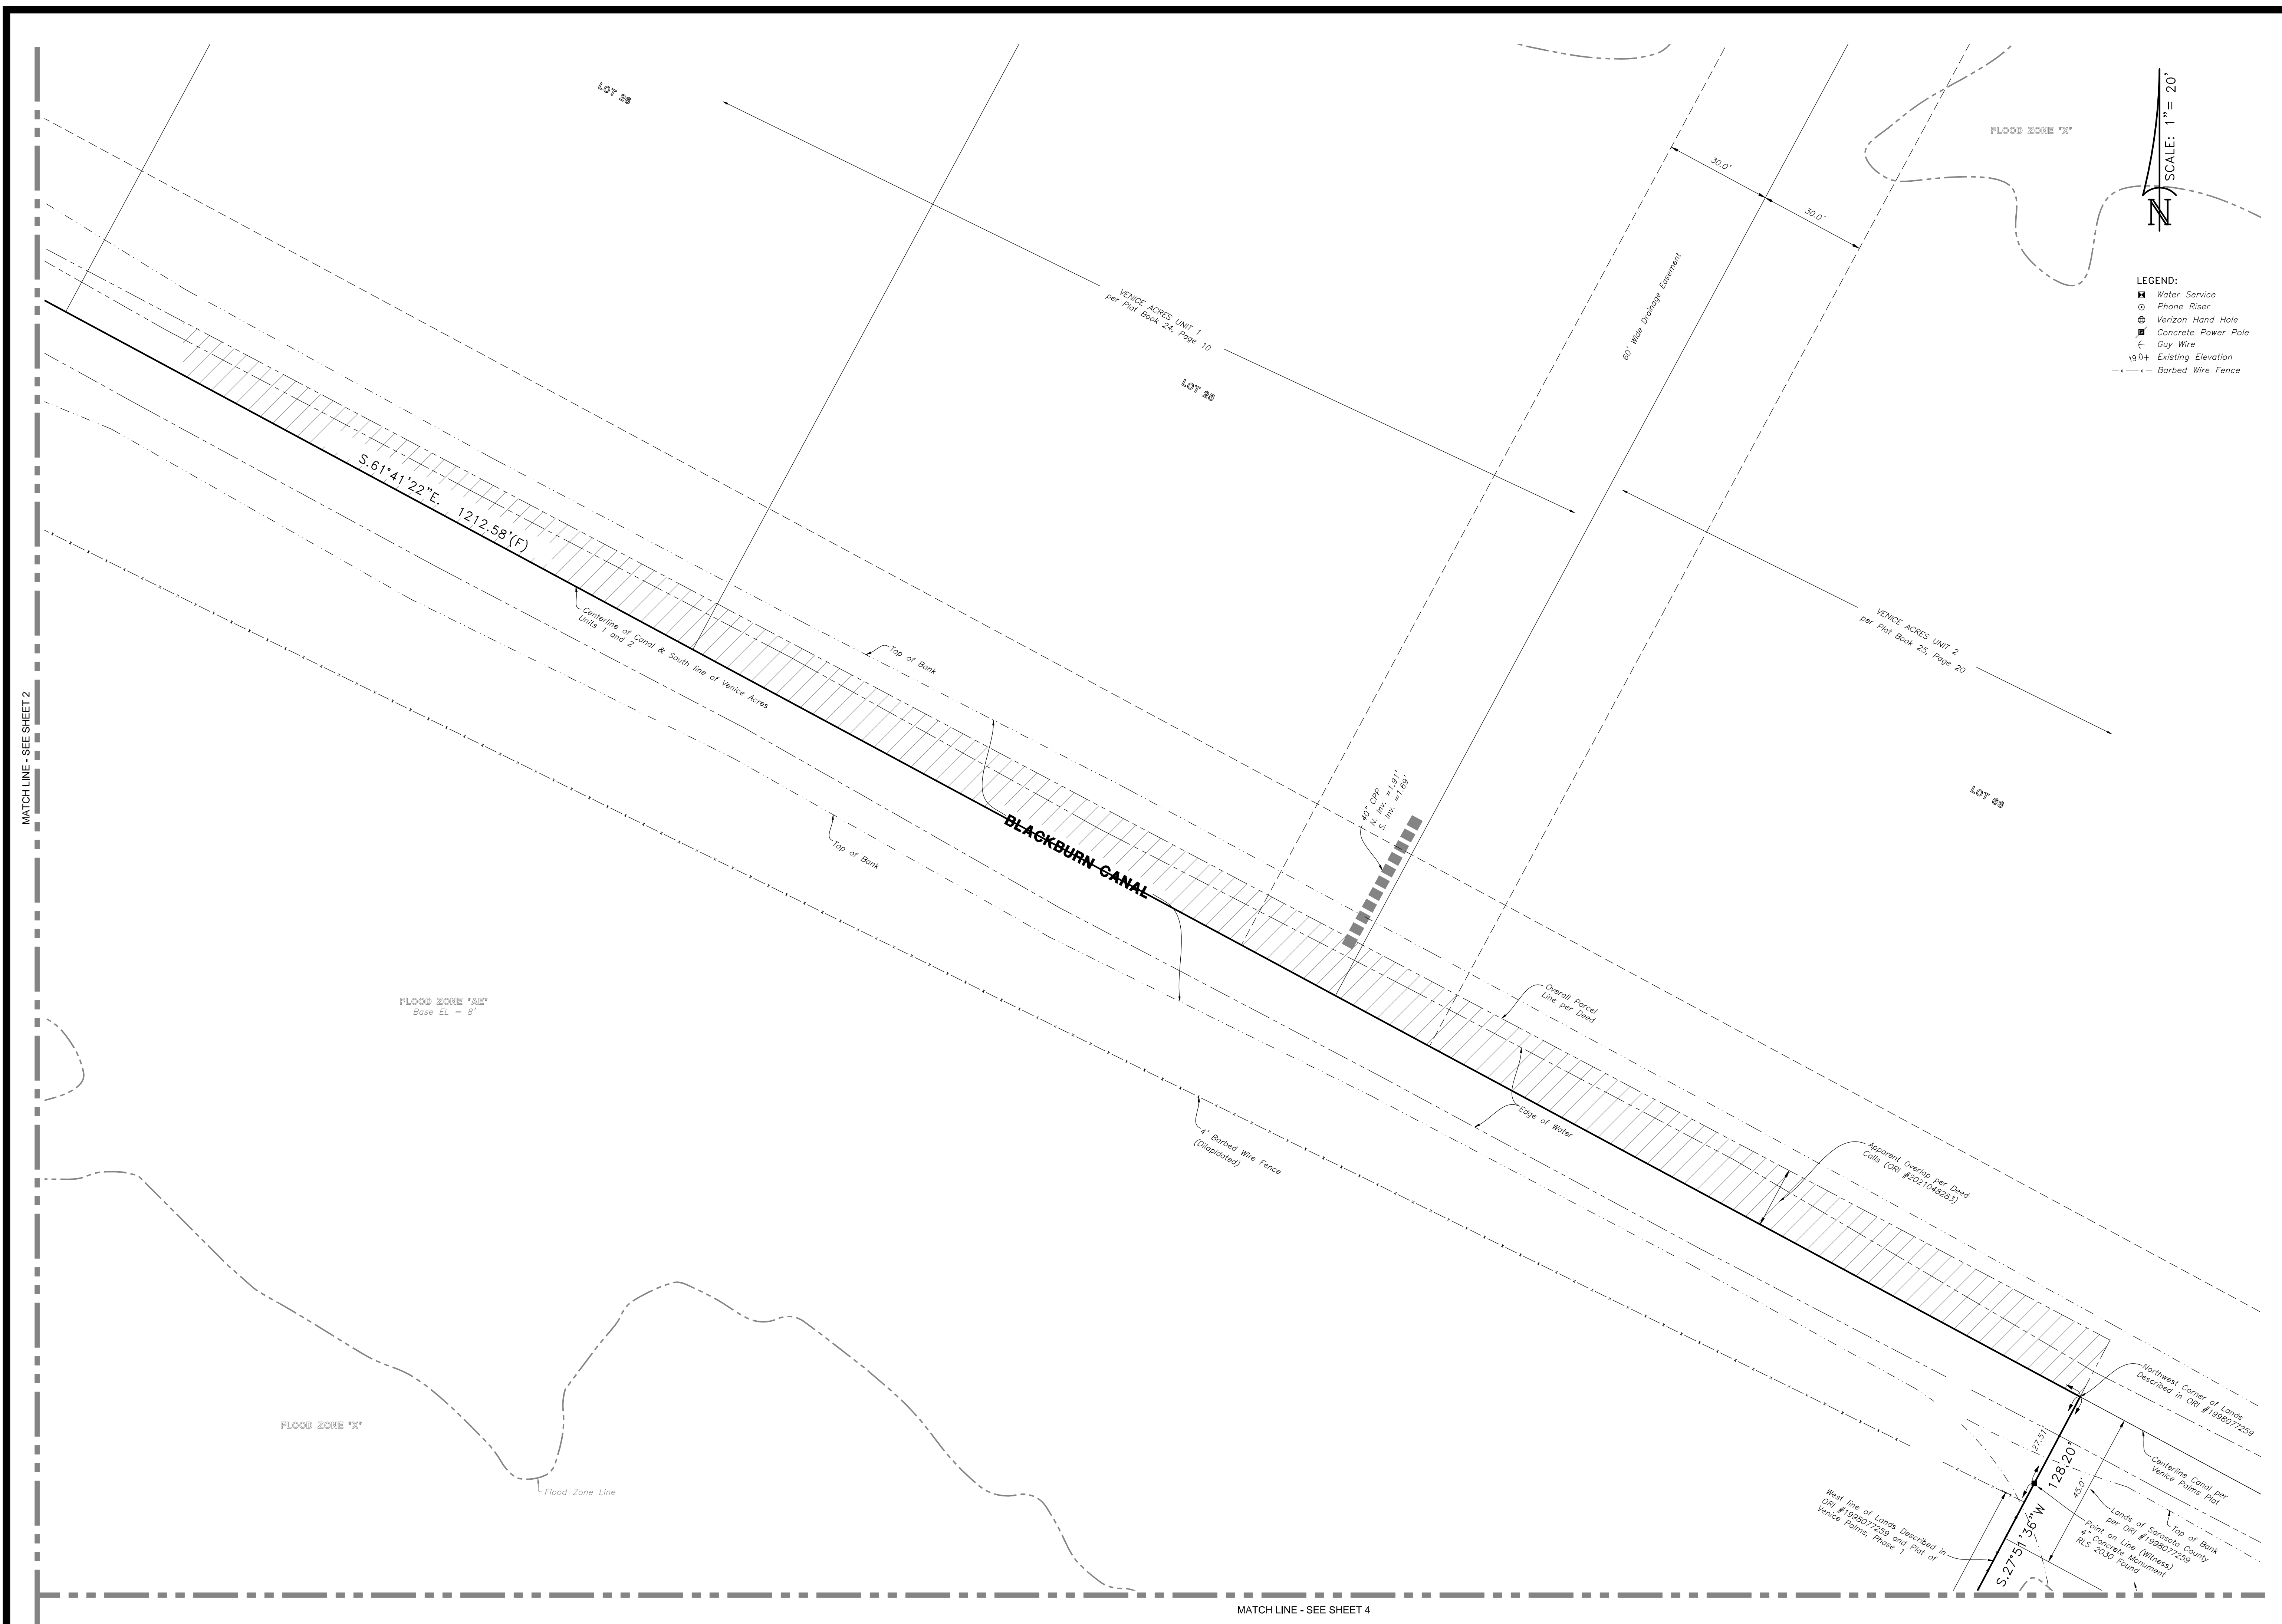 LOT 26
FLOOD ZONE "X"
SCALE: 1"= 20'
N
30.0'
30.0'
60' Wide Drainage Easement
LEGEND:
Water Service
Phone Riser
Verizon Hand Hole
Concrete Power Pole
Guy Wire
19.0+ Existing Elevation
Barbed Wire Fence
VENICE ACRES UNIT 1
per Plat Book 24, Page 10
LOT 25
S.61°41'22"E. 1212.58'(F)
Centerline of Canal & South line of Venice Acres
Units 1 and 2
Top of Bank
VENICE ACRES UNIT 2
per Plat Book 25, Page 20
LOT 63
MATCH LINE - SEE SHEET 2
40" CPP
N. Inv. =1.91'
S. Inv. =1.69'
BLACKBURN CANAL
Top of Bank
FLOOD ZONE "AE"
Base EL = 8'
Overall Parcel
Line per Deed
Edge of Water
4' Barbed Wire Fence
(Dilapidated)
Apparent Overlap per Deed
Calls (ORI #2021048283)
Northwest Corner of Lands
Described in ORI #1998077259
FLOOD ZONE "X"
Flood Zone Line
27.51'
128.20'
45.0'
S.27°51'36"W
Centerline Canal per
Venice Palms Plat
West line of Lands Described in
ORI #1998077259 and Plat of
Venice Palms, Phase 1
Top of Bank
Lands of Sarasota County
per ORI #1998077259
Point on Line (Witness)
4" Concrete Monument
RLS 2030 Found
MATCH LINE - SEE SHEET 4